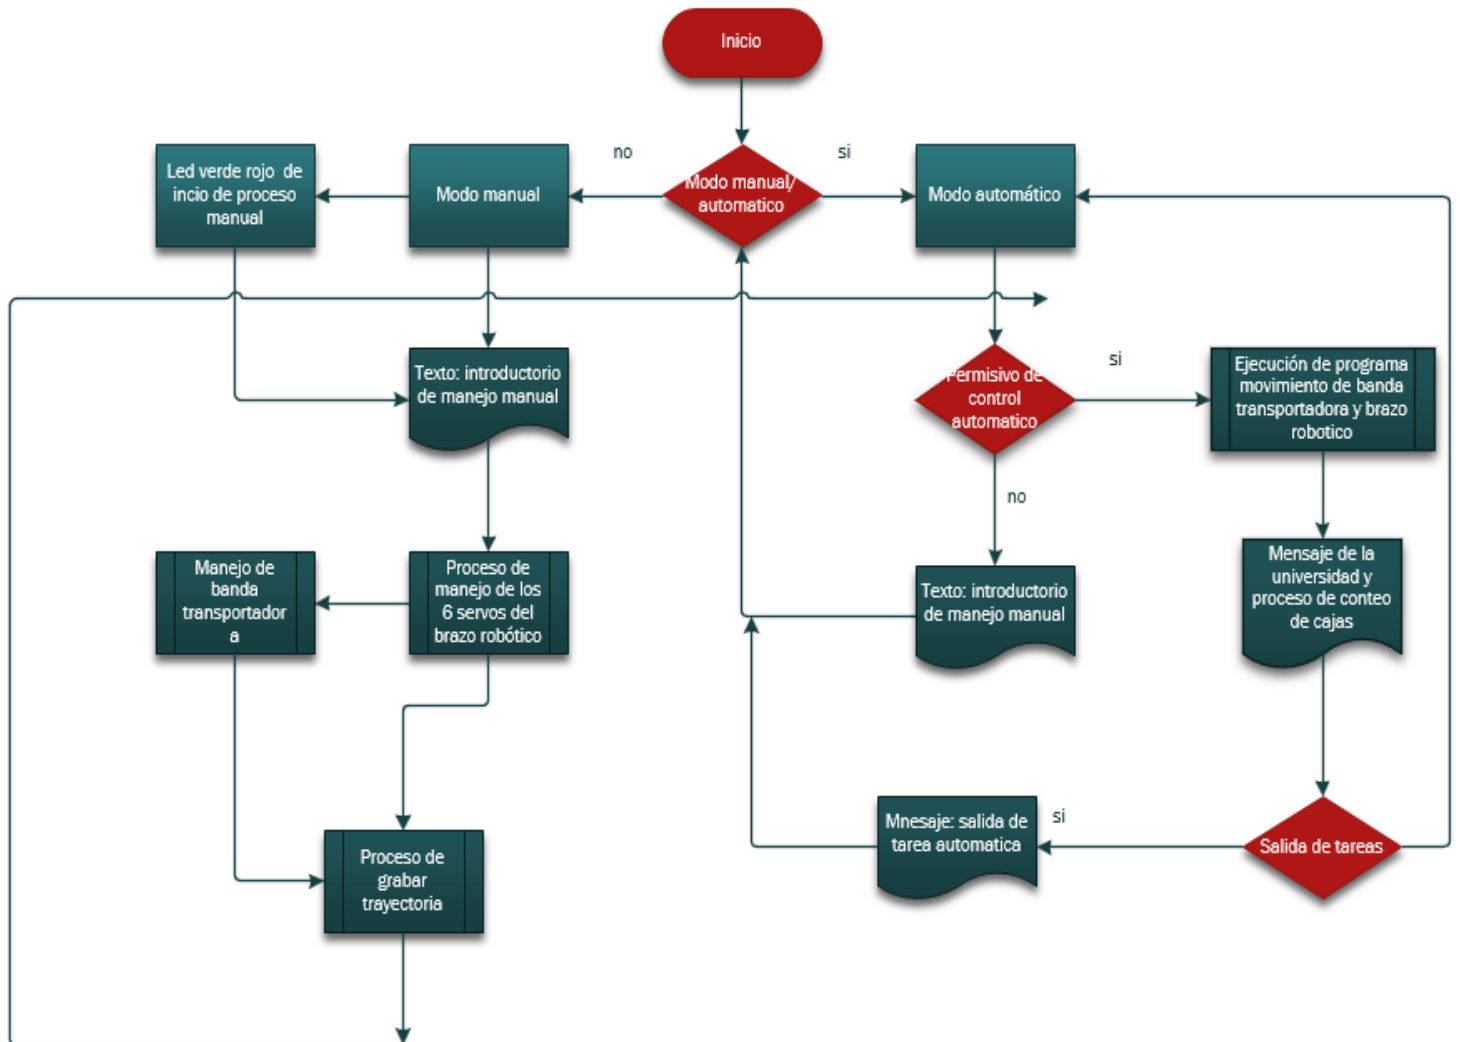 Inicio
no
si
Led verde rojo  de
incio de proceso
manual
Modo manual
Modo manual/
automatico
Modo automático
Texto: introductorio
de manejo manual
Permisivo de
control
automatico
si
Ejecución de programa
movimiento de banda
transportadora y brazo
robotico
no
Manejo de
banda
transportador
a
Proceso de
manejo de los
6 servos del
brazo robótico
Texto: introductorio
de manejo manual
Mensaje de la
universidad y
proceso de conteo
de cajas
Mnesaje: salida de
tarea automatica
si
Salida de tareas
Proceso de
grabar
trayectoria